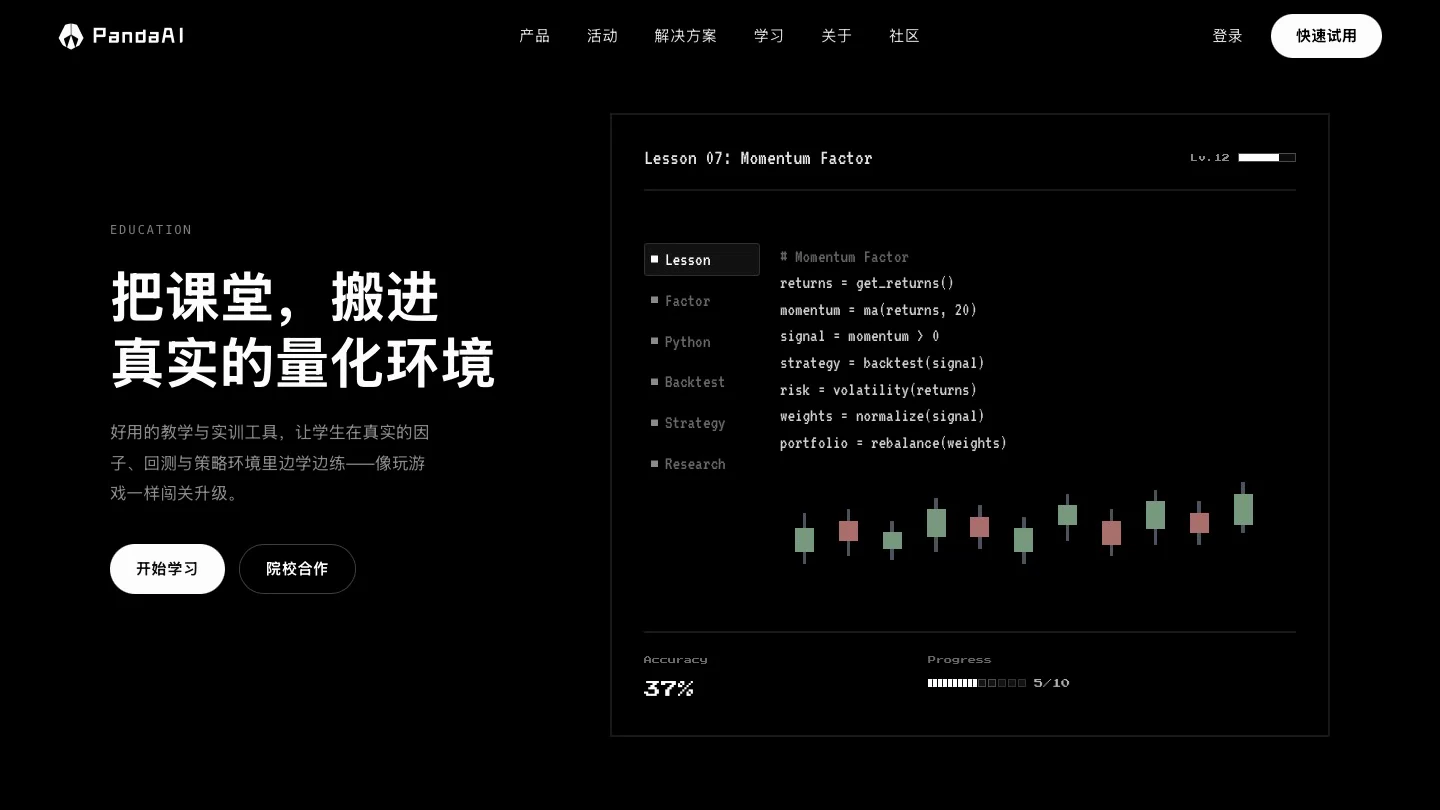 PandaAI
产品
活动
解决方案
学习
关于
社区
登录
快速试用
EDUCATION
把课堂，搬进
真实的量化环境
好用的教学与实训工具，让学生在真实的因
子、回测与策略环境里边学边练——像玩游
戏一样闯关升级。
开始学习
院校合作
Lesson 07: Momentum Factor
Lv.12
Lesson
Factor
Python
Backtest
Strategy
Research
# Momentum Factor
returns = get_returns()
momentum = ma(returns, 20)
signal = momentum > 0
strategy = backtest(signal)
risk = volatility(returns)
weights = normalize(signal)
portfolio = rebalance(weights)
Accuracy
37%
Progress
5/10